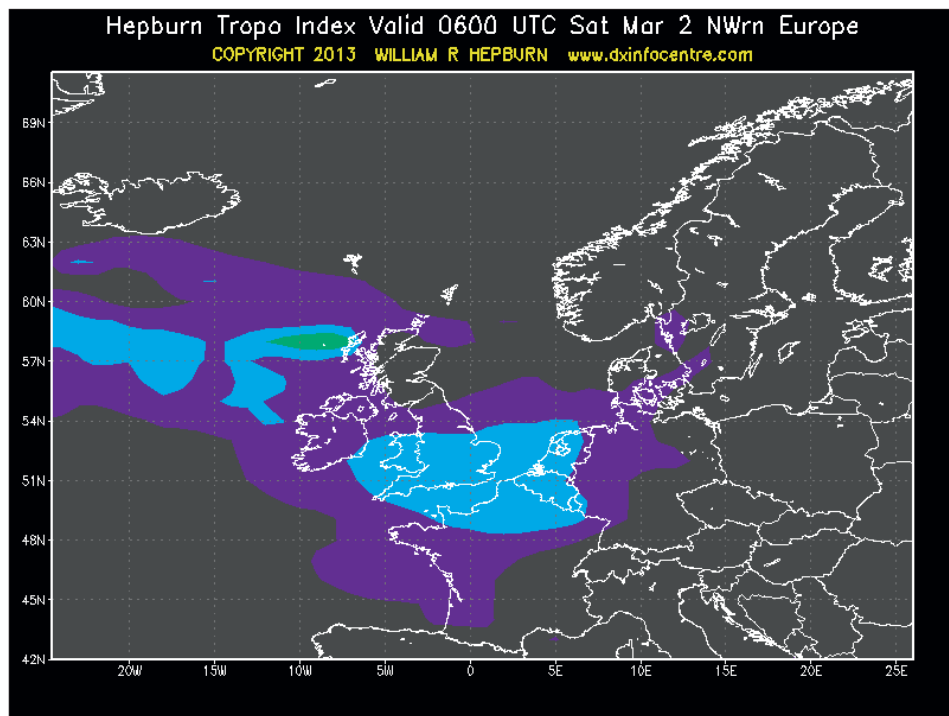 Hepburn Tropo Index Valid 0600 UTC Sat Mar 2 NWrn Europe
COPYRIGHT 2013 WILLIAM R HEPBURN www.dxinfocentre.com
69N
66N
63N
60N
57N
54N
51N
48N
45N
42N
20W 15W 10W 5W 0 5E 10E 15E 20E 25E